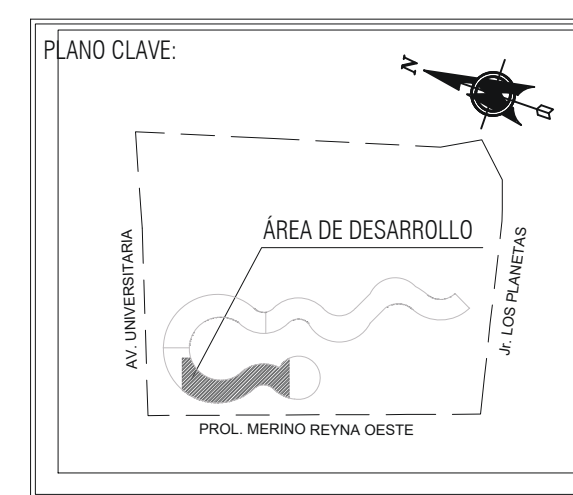 PLANO CLAVE:
N
ÁREA DE DESARROLLO
AV. UNIVERSITARIA
Jr. LOS PLANETAS
PROL. MERINO REYNA OESTE